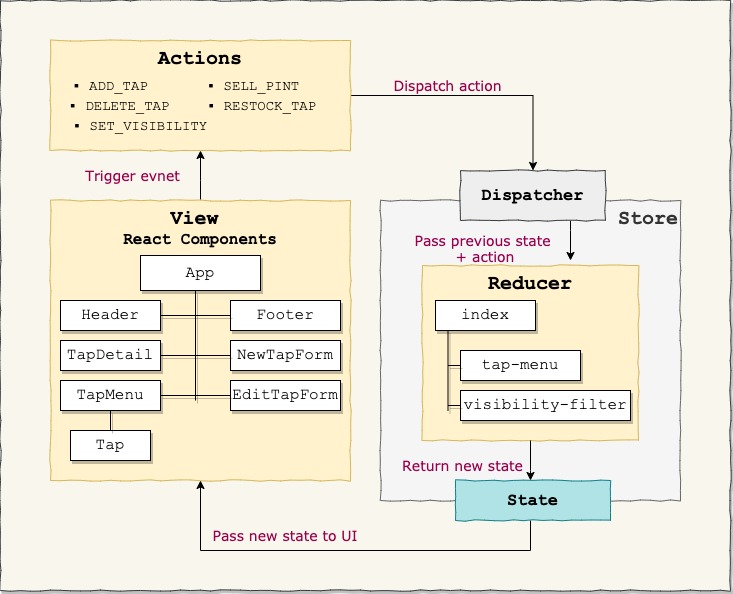 Actions
▪ ADD_TAP ▪ SELL_PINT
▪ DELETE_TAP ▪ RESTOCK_TAP
▪ SET_VISIBILITY
Dispatch action
Trigger evnet
Dispatcher
Store
View
React Components
App
Header Footer
TapDetail NewTapForm
TapMenu EditTapForm
Tap
Pass previous state
+ action
Reducer
index
tap-menu
visibility-filter
Return new state
State
Pass new state to UI